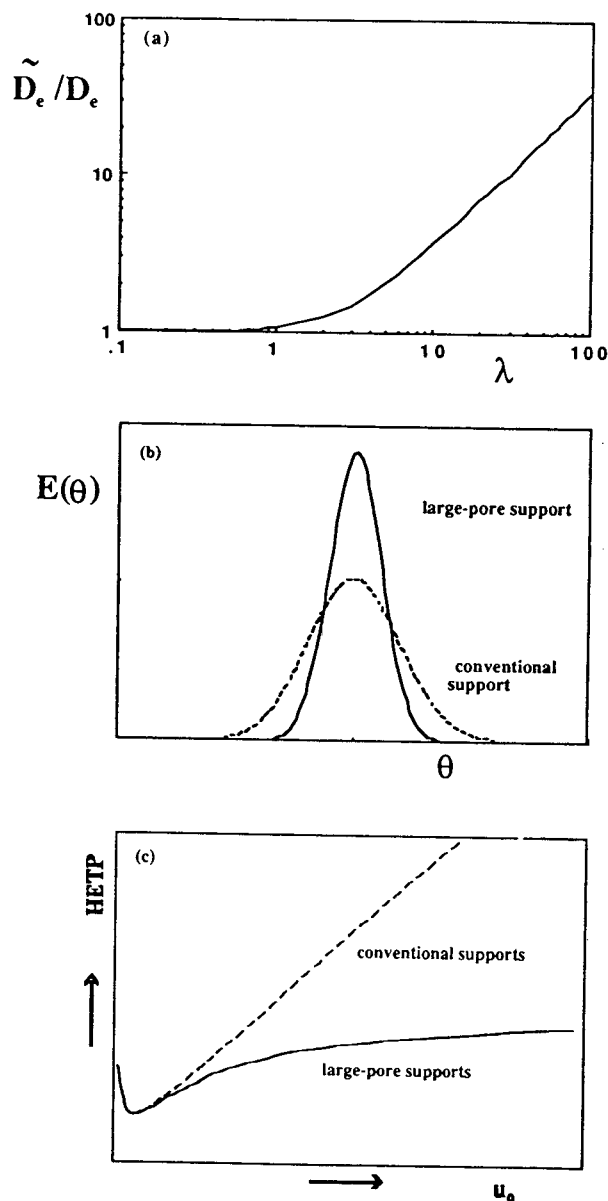 (a)
100
D̃e /De
10
1
.1 1 10 100
λ
(b)
E(θ)
large-pore support
conventional
support
θ
(c)
HETP
conventional supports
large-pore supports
u₀